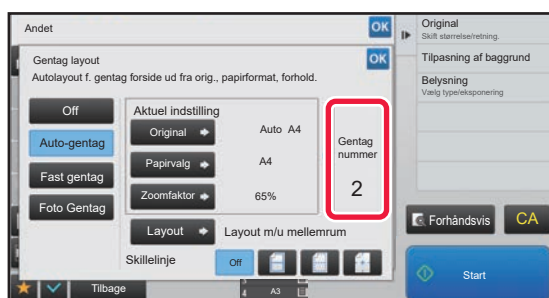 Andet
OK
Gentag layout
OK
Autolayout f. gentag forside ud fra orig., papirformat, forhold.
Off
Auto-gentag
Fast gentag
Foto Gentag
Aktuel indstilling
Original
Auto A4
Papirvalg
A4
Zoomfaktor
65%
Gentag
nummer
2
Layout
Layout m/u mellemrum
Skillelinje
Off
Tilbage
4
A3
Original
Skift størrelse/retning.
Tilpasning af baggrund
Belysning
Vælg type/eksponering
Forhåndsvis
CA
Start